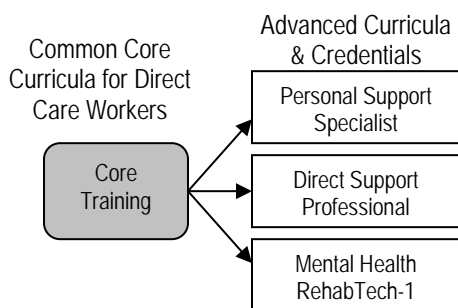 Common Core
Curricula for Direct
Care Workers
Core
Training
Advanced Curricula
& Credentials
Personal Support
Specialist
Direct Support
Professional
Mental Health
RehabTech-1